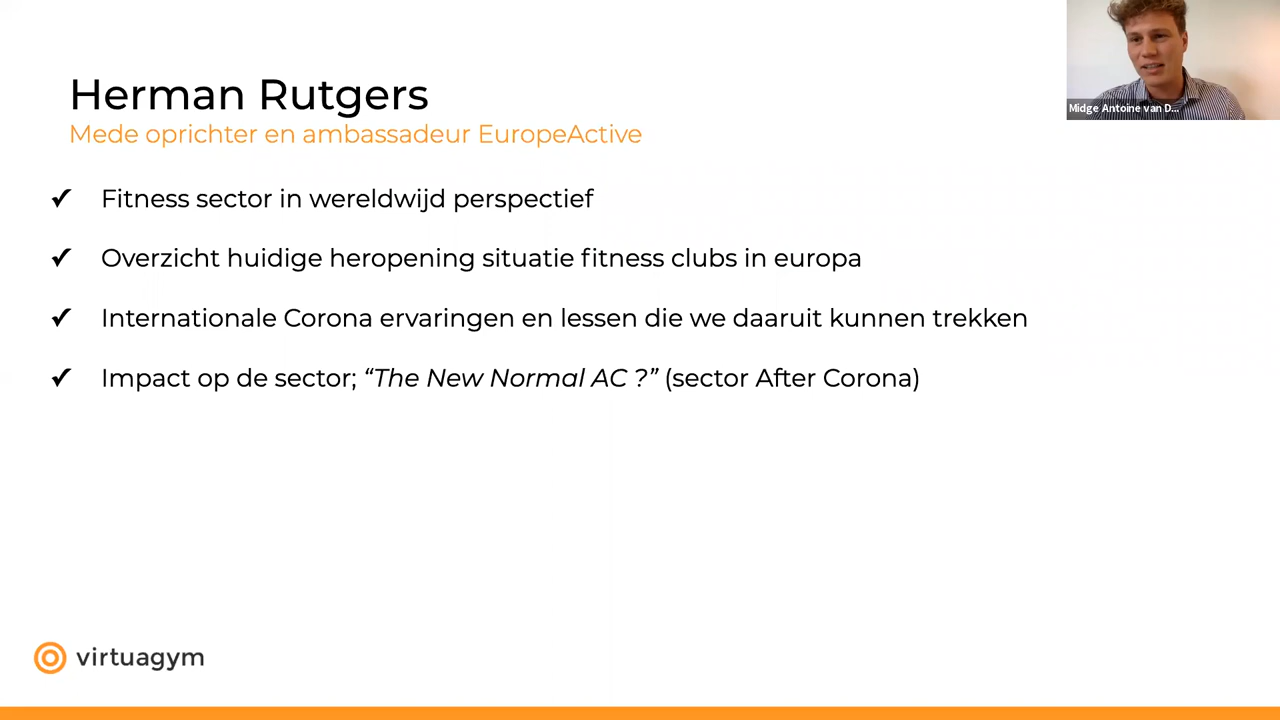 Herman Rutgers
Mede oprichter en ambassadeur EuropeActive
✔ Fitness sector in wereldwijd perspectief
✔ Overzicht huidige heropening situatie fitness clubs in europa
✔ Internationale Corona ervaringen en lessen die we daaruit kunnen trekken
✔ Impact op de sector; “The New Normal AC ?” (sector After Corona)
Midge Antoine van D...
virtuagym